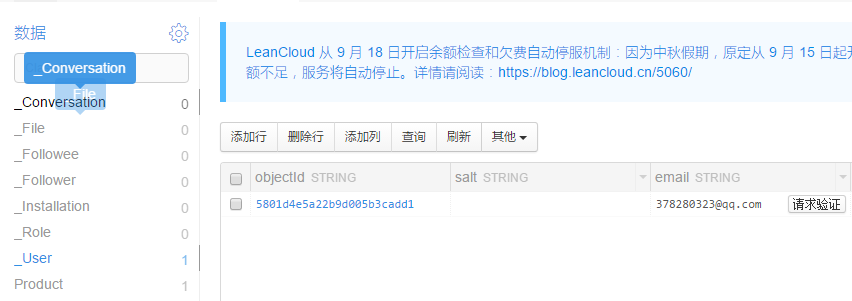 数据
_Conversation
_Conversation 0
File
_File 0
_Followee 0
_Follower 0
_Installation 0
_Role 0
_User 1
Product 1
LeanCloud 从 9 月 18 日开启余额检查和欠费自动停服机制：因为中秋假期，原定从 9 月 15 日起开
额不足，服务将自动停止。详情请阅读：https://blog.leancloud.cn/5060/
添加行 删除行 添加列 查询 刷新 其他
objectId STRING salt STRING email STRING
5801d4e5a22b9d005b3cadd1 378280323@qq.com 请求验证